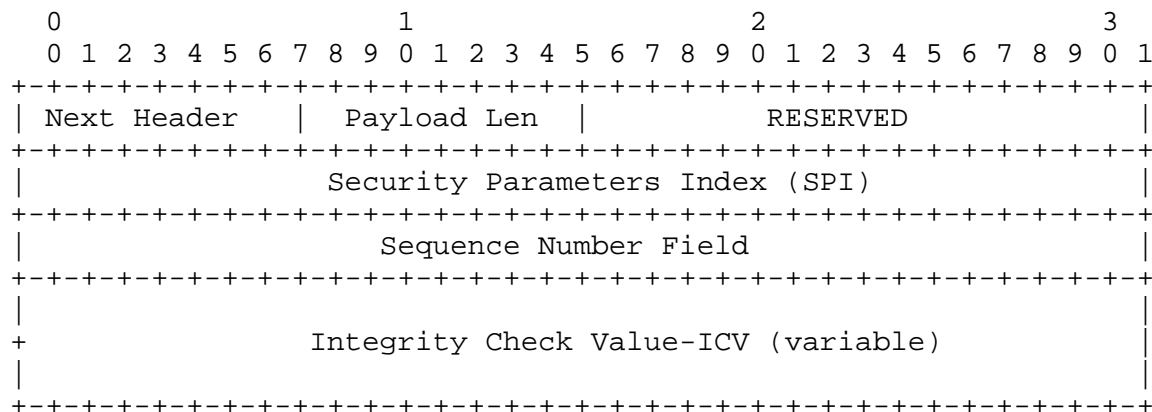 0                   1                   2                   3
 0 1 2 3 4 5 6 7 8 9 0 1 2 3 4 5 6 7 8 9 0 1 2 3 4 5 6 7 8 9 0 1
+-+-+-+-+-+-+-+-+-+-+-+-+-+-+-+-+-+-+-+-+-+-+-+-+-+-+-+-+-+-+-+-+
| Next Header   |  Payload Len  |          RESERVED             |
+-+-+-+-+-+-+-+-+-+-+-+-+-+-+-+-+-+-+-+-+-+-+-+-+-+-+-+-+-+-+-+-+
|                 Security Parameters Index (SPI)               |
+-+-+-+-+-+-+-+-+-+-+-+-+-+-+-+-+-+-+-+-+-+-+-+-+-+-+-+-+-+-+-+-+
|                    Sequence Number Field                      |
+-+-+-+-+-+-+-+-+-+-+-+-+-+-+-+-+-+-+-+-+-+-+-+-+-+-+-+-+-+-+-+-+
|                                                               |
+                Integrity Check Value-ICV (variable)           |
|                                                               |
+-+-+-+-+-+-+-+-+-+-+-+-+-+-+-+-+-+-+-+-+-+-+-+-+-+-+-+-+-+-+-+-+